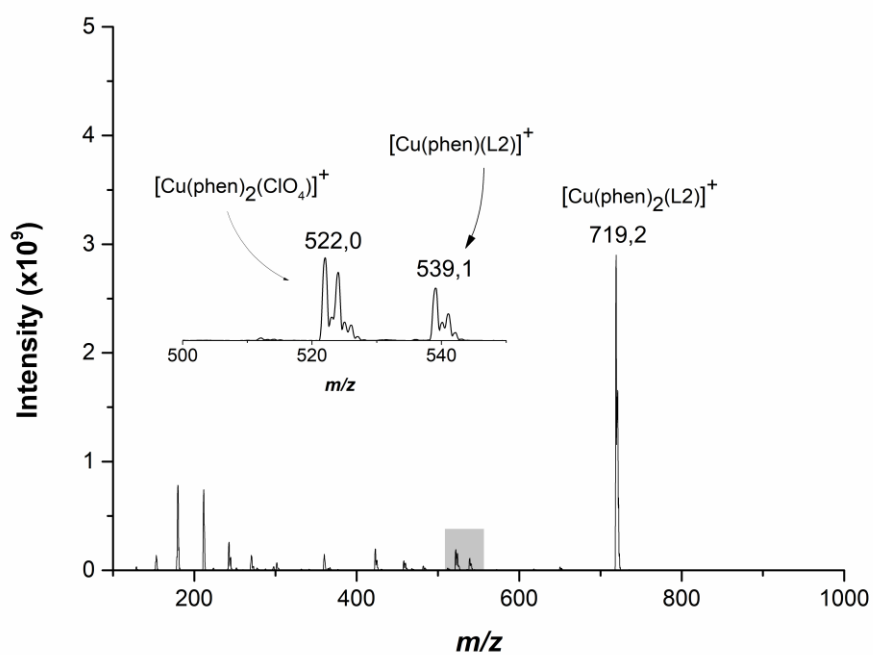 5
4
3
2
1
0
Intensity (x10⁹)
[Cu(phen)(L2)]⁺
[Cu(phen)₂(ClO₄)]⁺
[Cu(phen)₂(L2)]⁺
522,0
539,1
719,2
500
520
540
m/z
200
400
600
800
1000
m/z